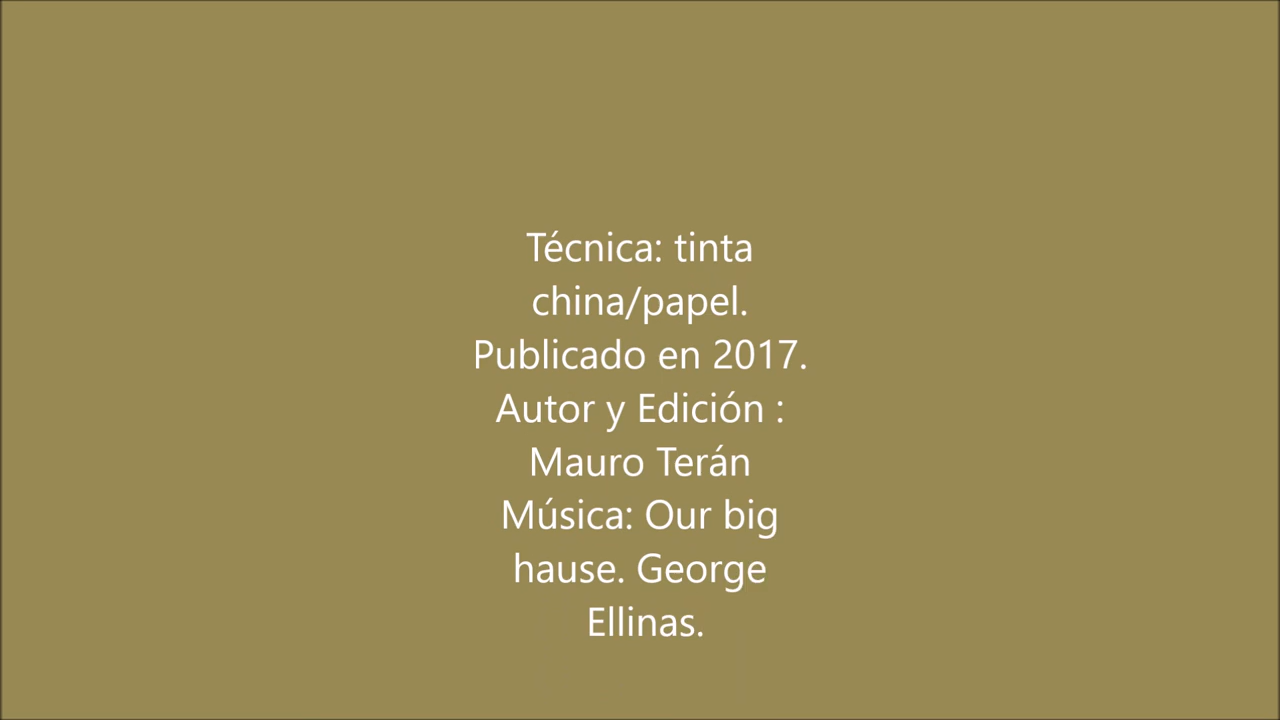 Técnica: tinta
china/papel.
Publicado en 2017.
Autor y Edición :
Mauro Terán
Música: Our big
hause. George
Ellinas.